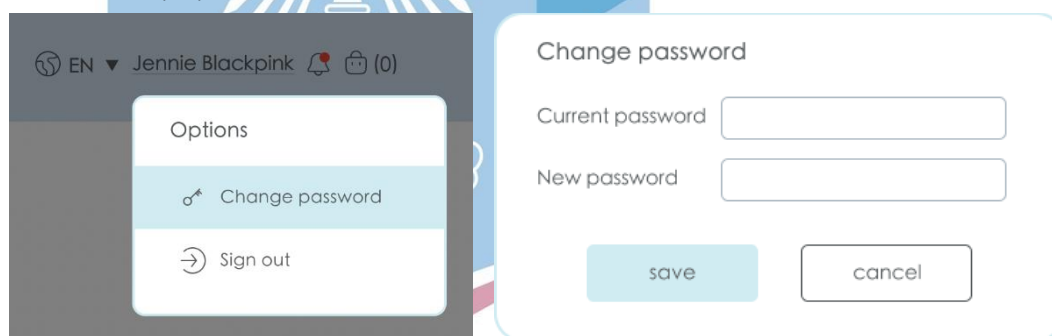 EN ▼ Jennie Blackpink (0)
Options
Change password
Sign out
Change password
Current password
New password
save cancel